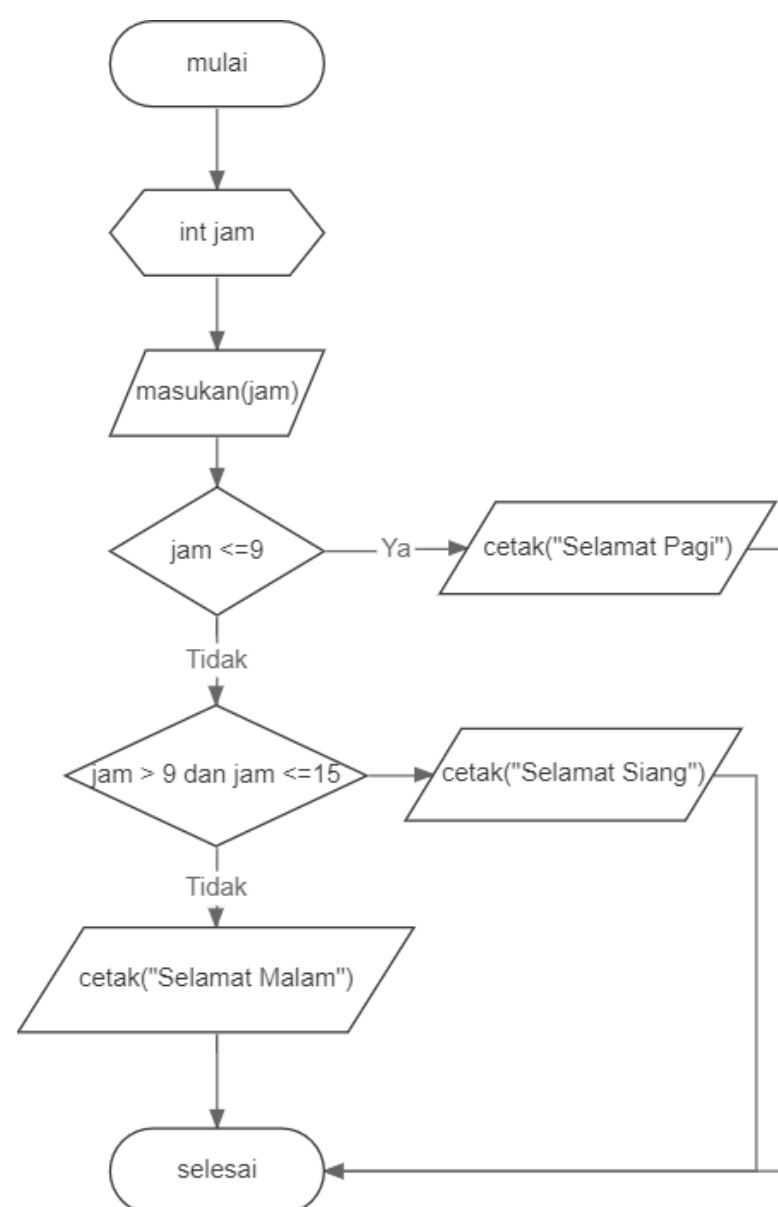 mulai
int jam
masukan(jam)
jam <=9
Ya
cetak("Selamat Pagi")
Tidak
jam > 9 dan jam <=15
cetak("Selamat Siang")
Tidak
cetak("Selamat Malam")
selesai